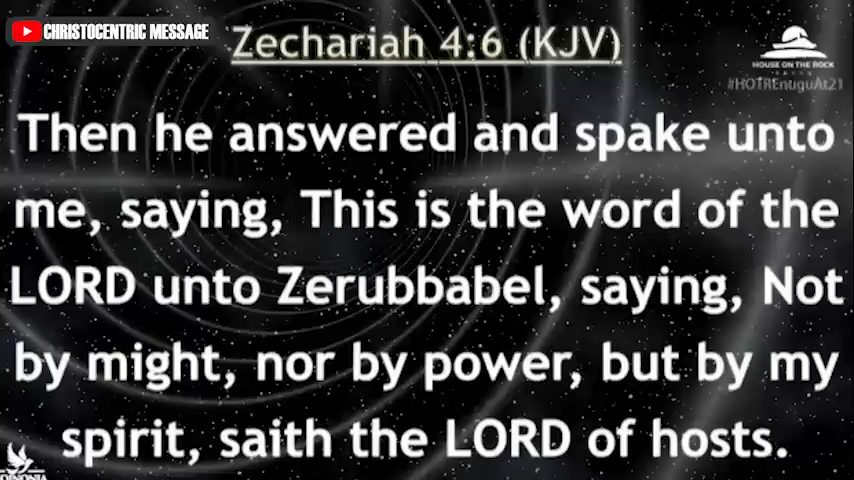 CHRISTOCENTRIC MESSAGE
Zechariah 4:6 (KJV)
HOUSE ON THE ROCK
#HOTREnuguAt21
Then he answered and spake unto
me, saying, This is the word of the
LORD unto Zerubbabel, saying, Not
by might, nor by power, but by my
spirit, saith the LORD of hosts.